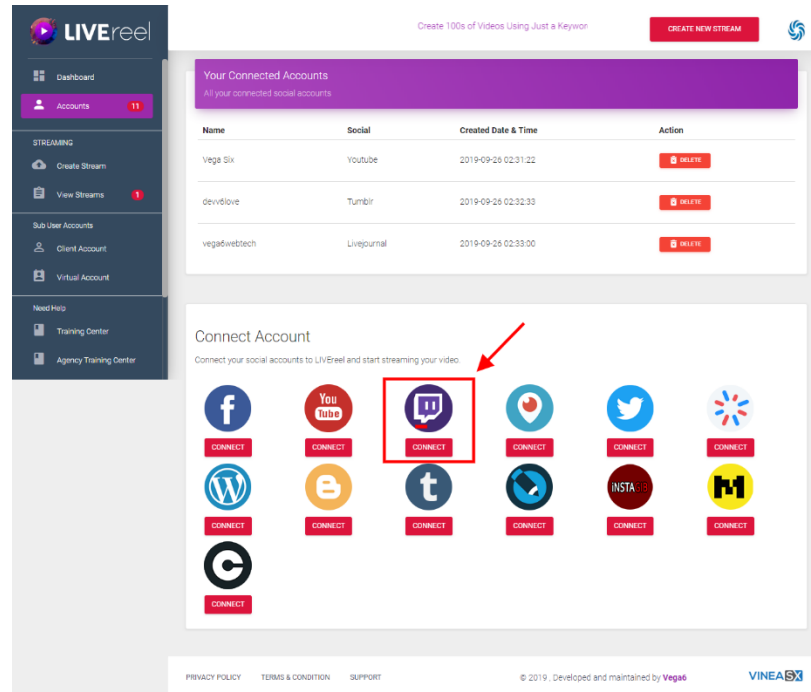 LIVEreel
Create 100s of Videos Using Just a Keywor
CREATE NEW STREAM
Dashboard
Accounts 11
STREAMING
Create Stream
View Streams 1
Sub User Accounts
Client Account
Virtual Account
Need Help
Training Center
Agency Training Center
Your Connected Accounts
All your connected social accounts
Name Social Created Date & Time Action
Vega Six Youtube 2019-09-26 02:31:22 DELETE
devv6love Tumblr 2019-09-26 02:32:33 DELETE
vega6webtech Livejournal 2019-09-26 02:33:00 DELETE
Connect Account
Connect your social accounts to LIVEreel and start streaming your video.
You
Tube
CONNECT CONNECT CONNECT CONNECT CONNECT CONNECT
CONNECT CONNECT CONNECT CONNECT CONNECT CONNECT
CONNECT
PRIVACY POLICY TERMS & CONDITION SUPPORT © 2019 , Developed and maintained by Vega6 VINEASX